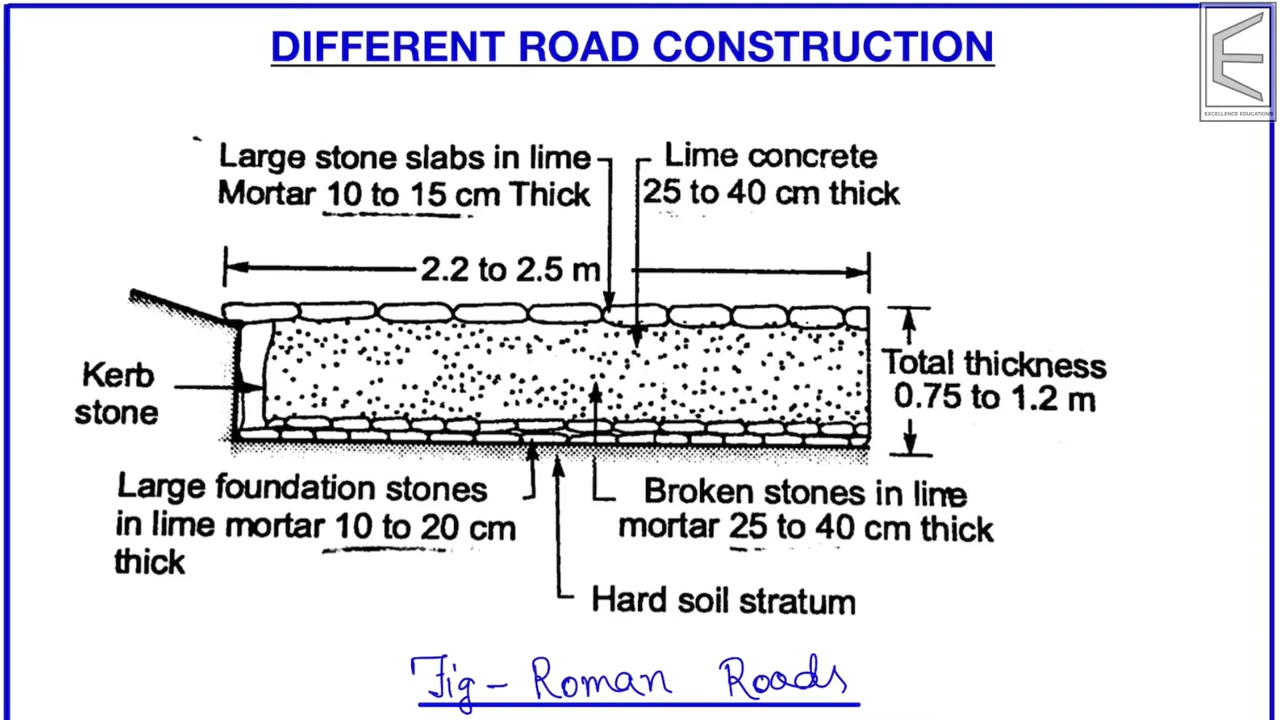 DIFFERENT ROAD CONSTRUCTION
EXCELLENCE EDUCATIONS
Large stone slabs in lime
Mortar 10 to 15 cm Thick
Lime concrete
25 to 40 cm thick
2.2 to 2.5 m
Kerb
stone
Total thickness
0.75 to 1.2 m
Large foundation stones
in lime mortar 10 to 20 cm
thick
Broken stones in lime
mortar 25 to 40 cm thick
Hard soil stratum
Fig - Roman Roads